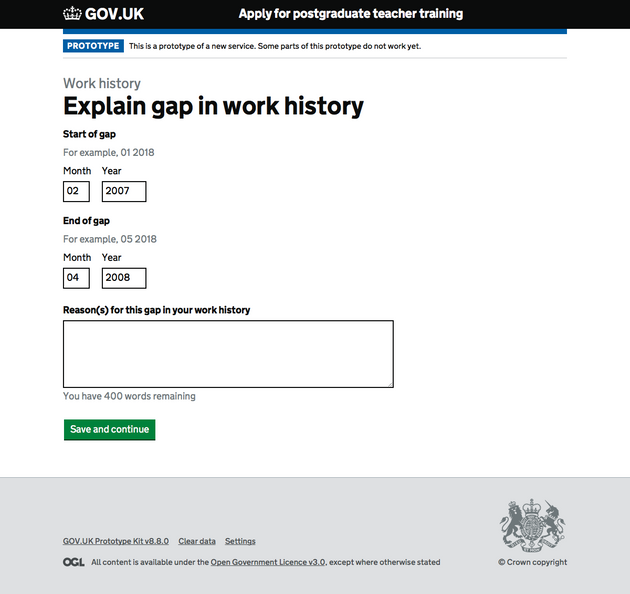 GOV.UK Apply for postgraduate teacher training
PROTOTYPE This is a prototype of a new service. Some parts of this prototype do not work yet.
Work history
Explain gap in work history
Start of gap
For example, 01 2018
Month Year
02 2007
End of gap
For example, 05 2018
Month Year
04 2008
Reason(s) for this gap in your work history
You have 400 words remaining
Save and continue
GOV.UK Prototype Kit v8.8.0 Clear data Settings
OGL All content is available under the Open Government Licence v3.0, except where otherwise stated
© Crown copyright